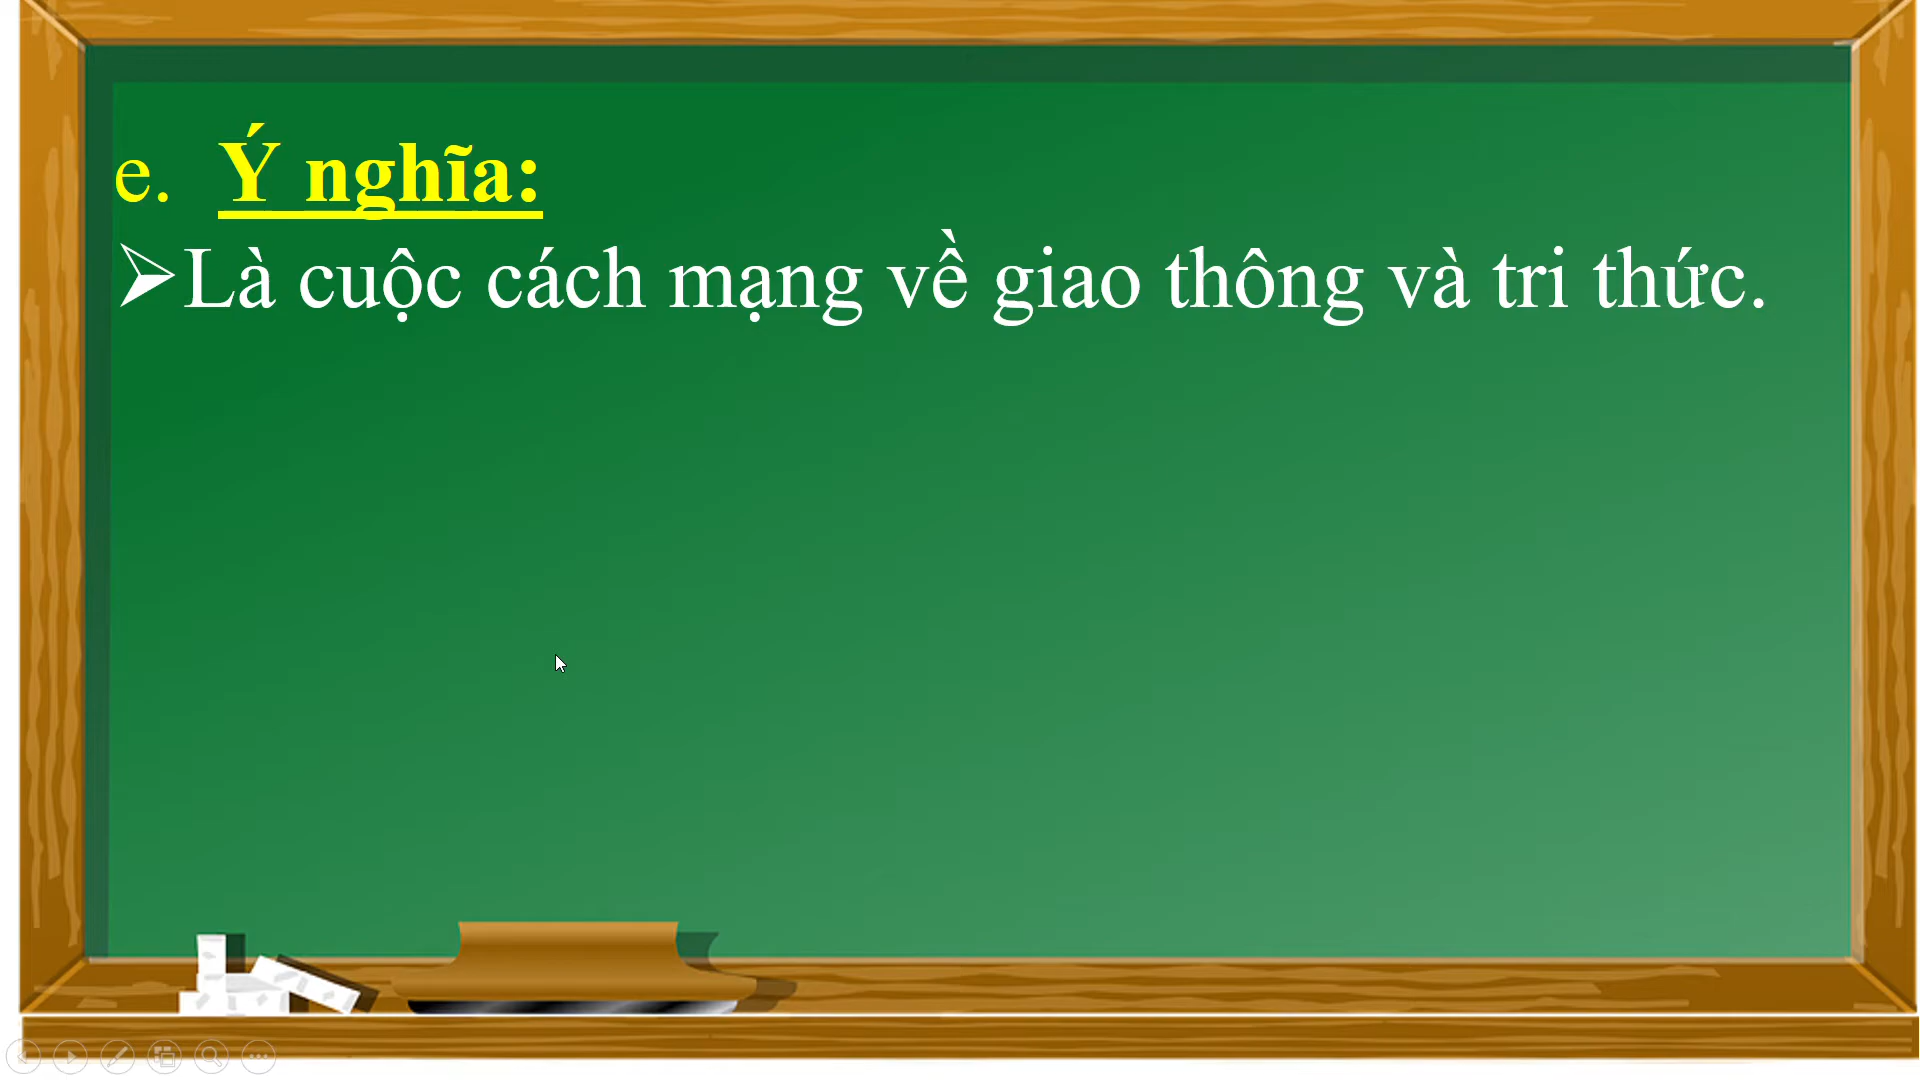 e. Ý nghĩa:
➢Là cuộc cách mạng về giao thông và tri thức.